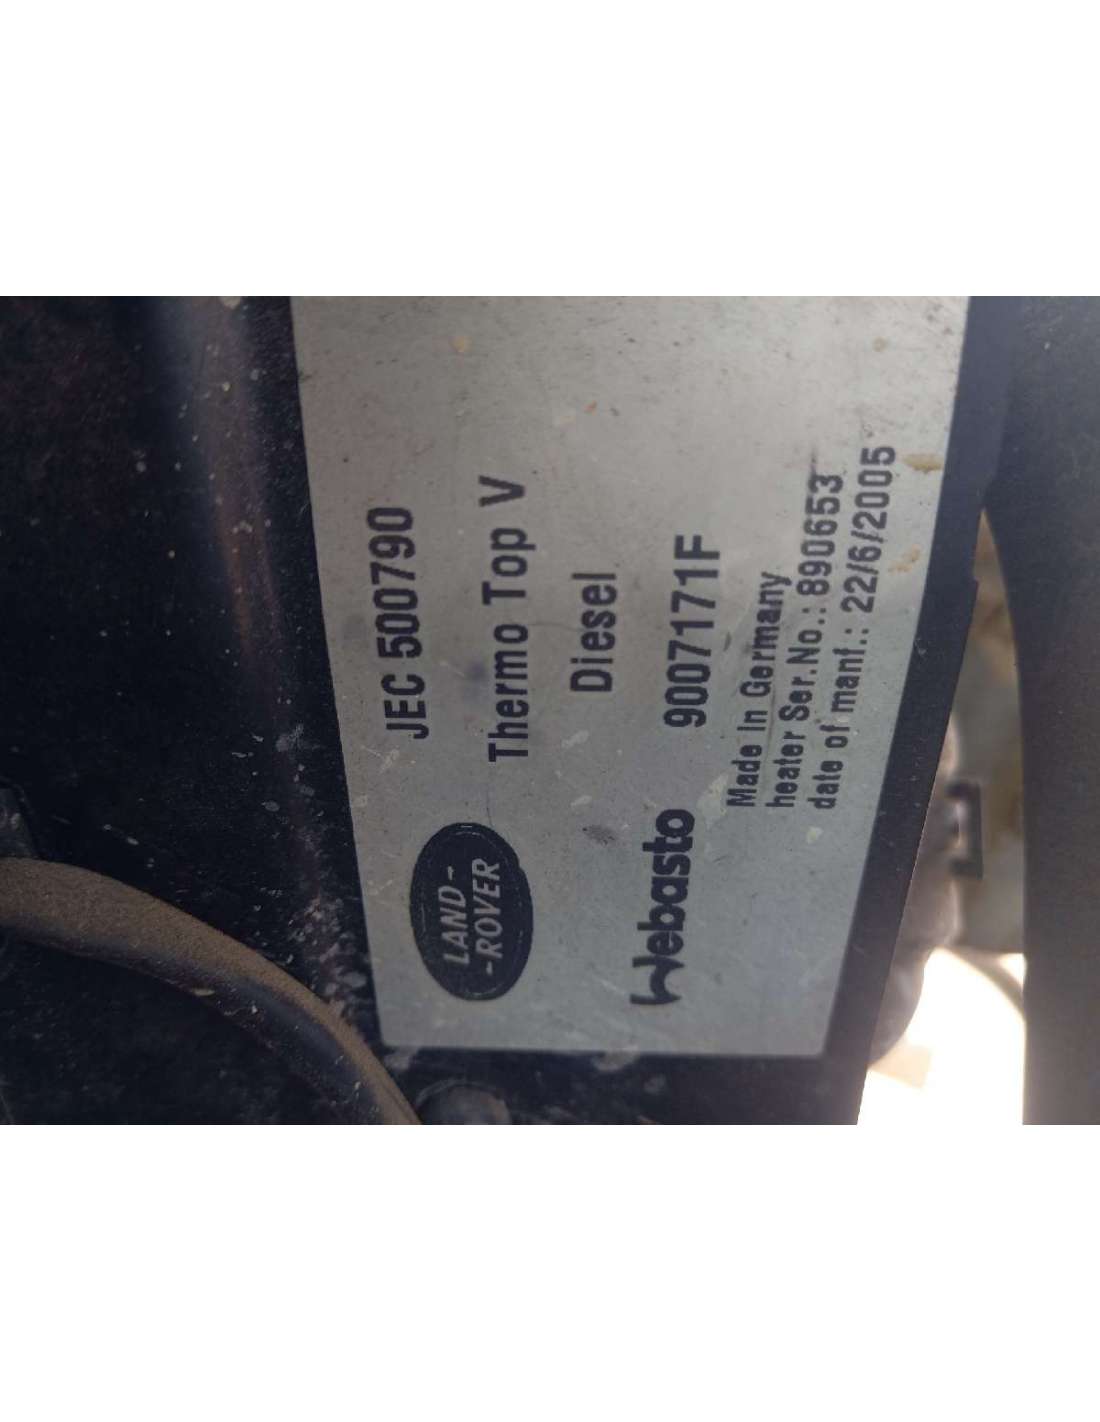 JEC 500790
LAND-
-ROVER
Thermo Top V
Diesel
Webasto 9007171F
Made in Germany
heater Ser.No.: 890653
date of manf.: 22/6/2005